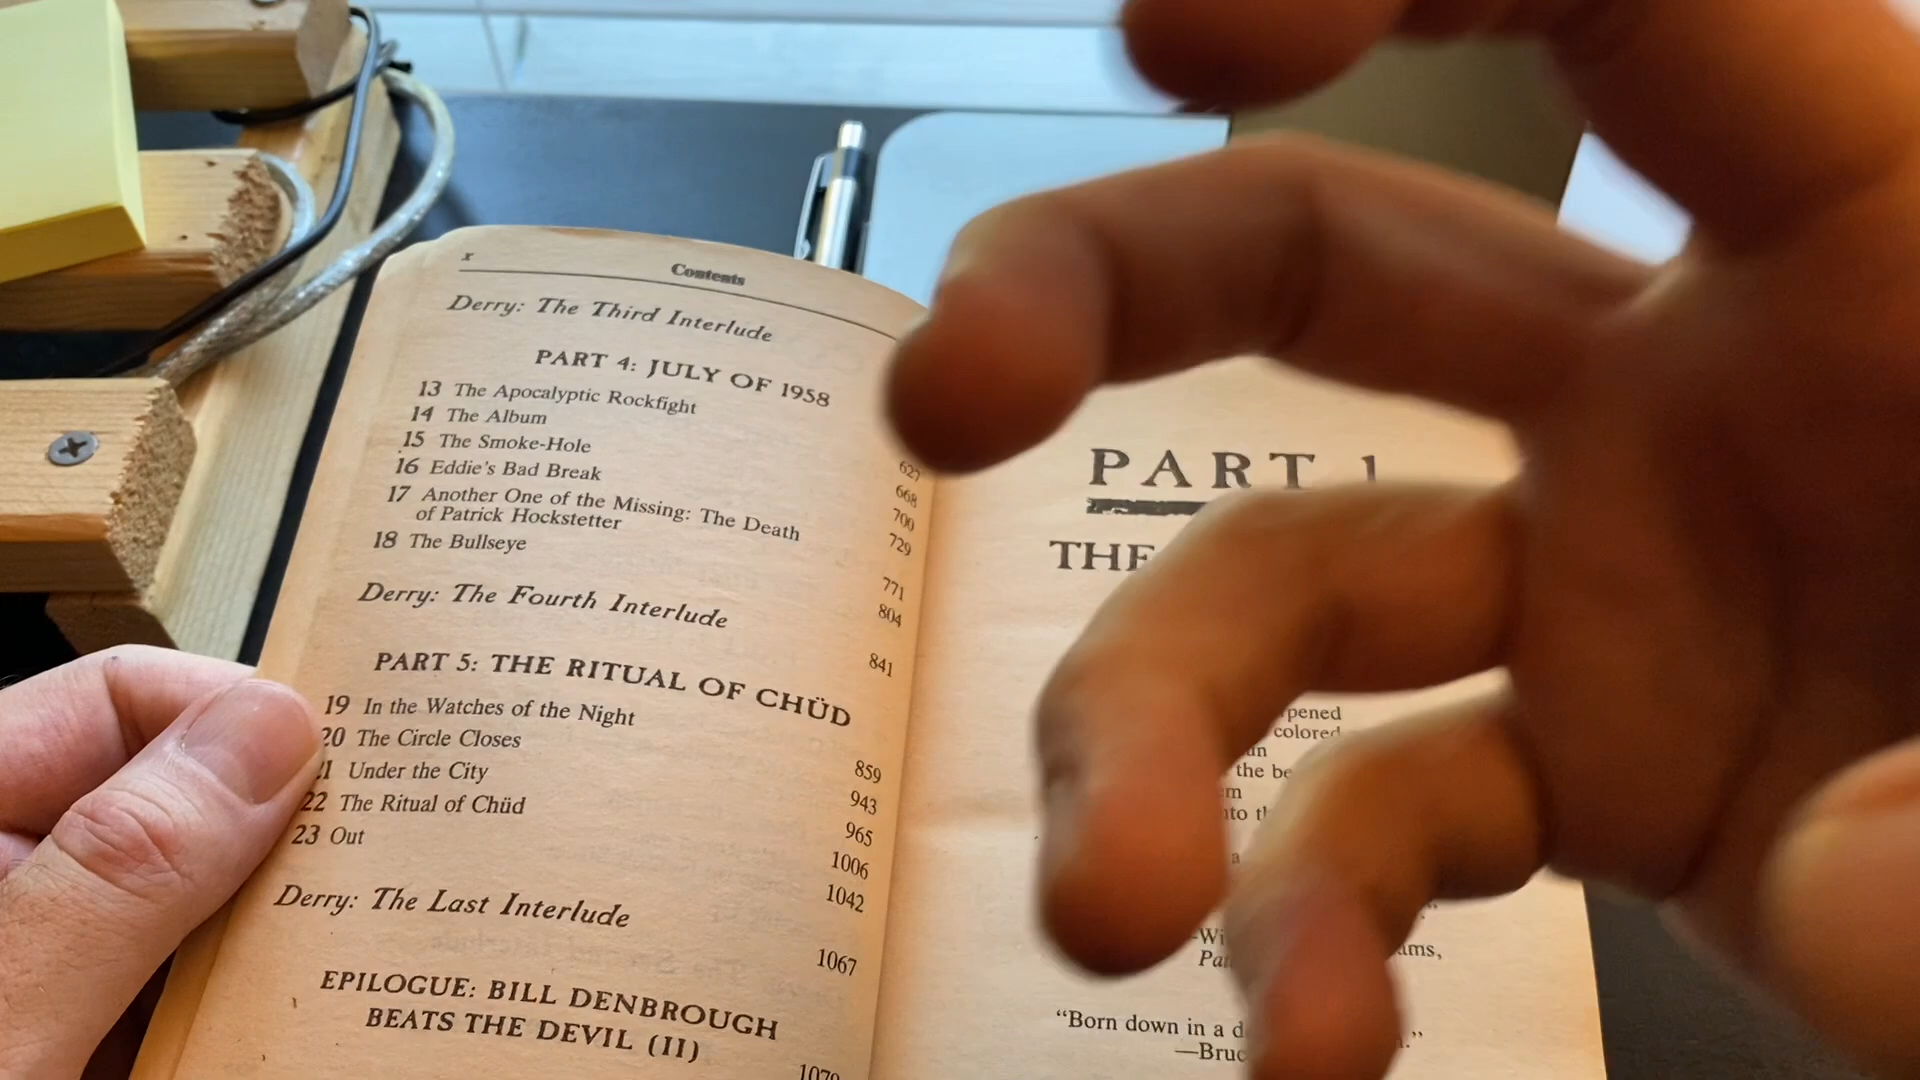 x
Contents
Derry: The Third Interlude
627
PART 4: JULY OF 1958
13 The Apocalyptic Rockfight
668
14 The Album
700
15 The Smoke-Hole
729
16 Eddie's Bad Break
771
17 Another One of the Missing: The Death
of Patrick Hockstetter
804
18 The Bullseye
841
Derry: The Fourth Interlude
859
PART 5: THE RITUAL OF CHÜD
19 In the Watches of the Night
943
20 The Circle Closes
965
21 Under the City
1006
22 The Ritual of Chüd
1042
23 Out
1067
Derry: The Last Interlude
EPILOGUE: BILL DENBROUGH
BEATS THE DEVIL (II)
PART 1
THE
colored
the
a
"Born down in a